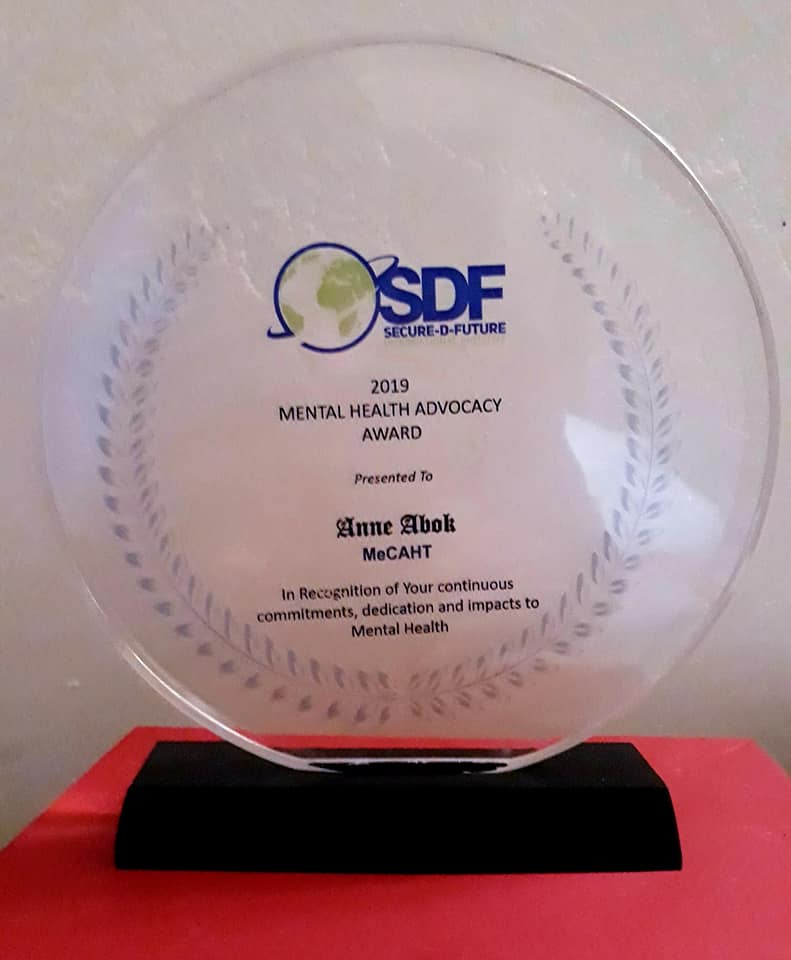 SDF
SECURE-D-FUTURE
2019
MENTAL HEALTH ADVOCACY
AWARD
Presented To
Anne Abok
MeCAHT
In Recognition of Your continuous
commitments, dedication and impacts to
Mental Health